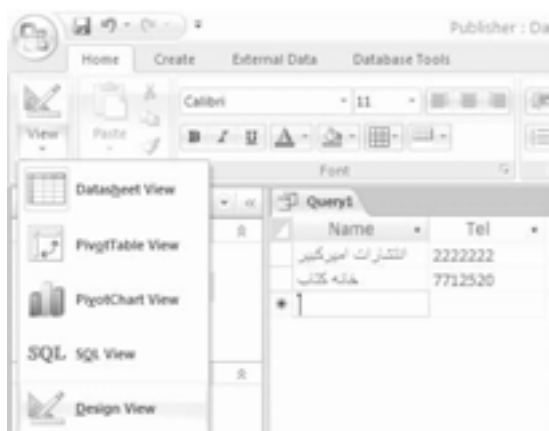 Publisher : Da
Home Create External Data Database Tools
View
Paste
Calibri 11
B I U A
Font
Datasheet View
PivotTable View
PivotChart View
SQL SQL View
Design View
Query1
Name Tel
انتشارات امیرکبیر 2222222
خانه کتاب 7712520